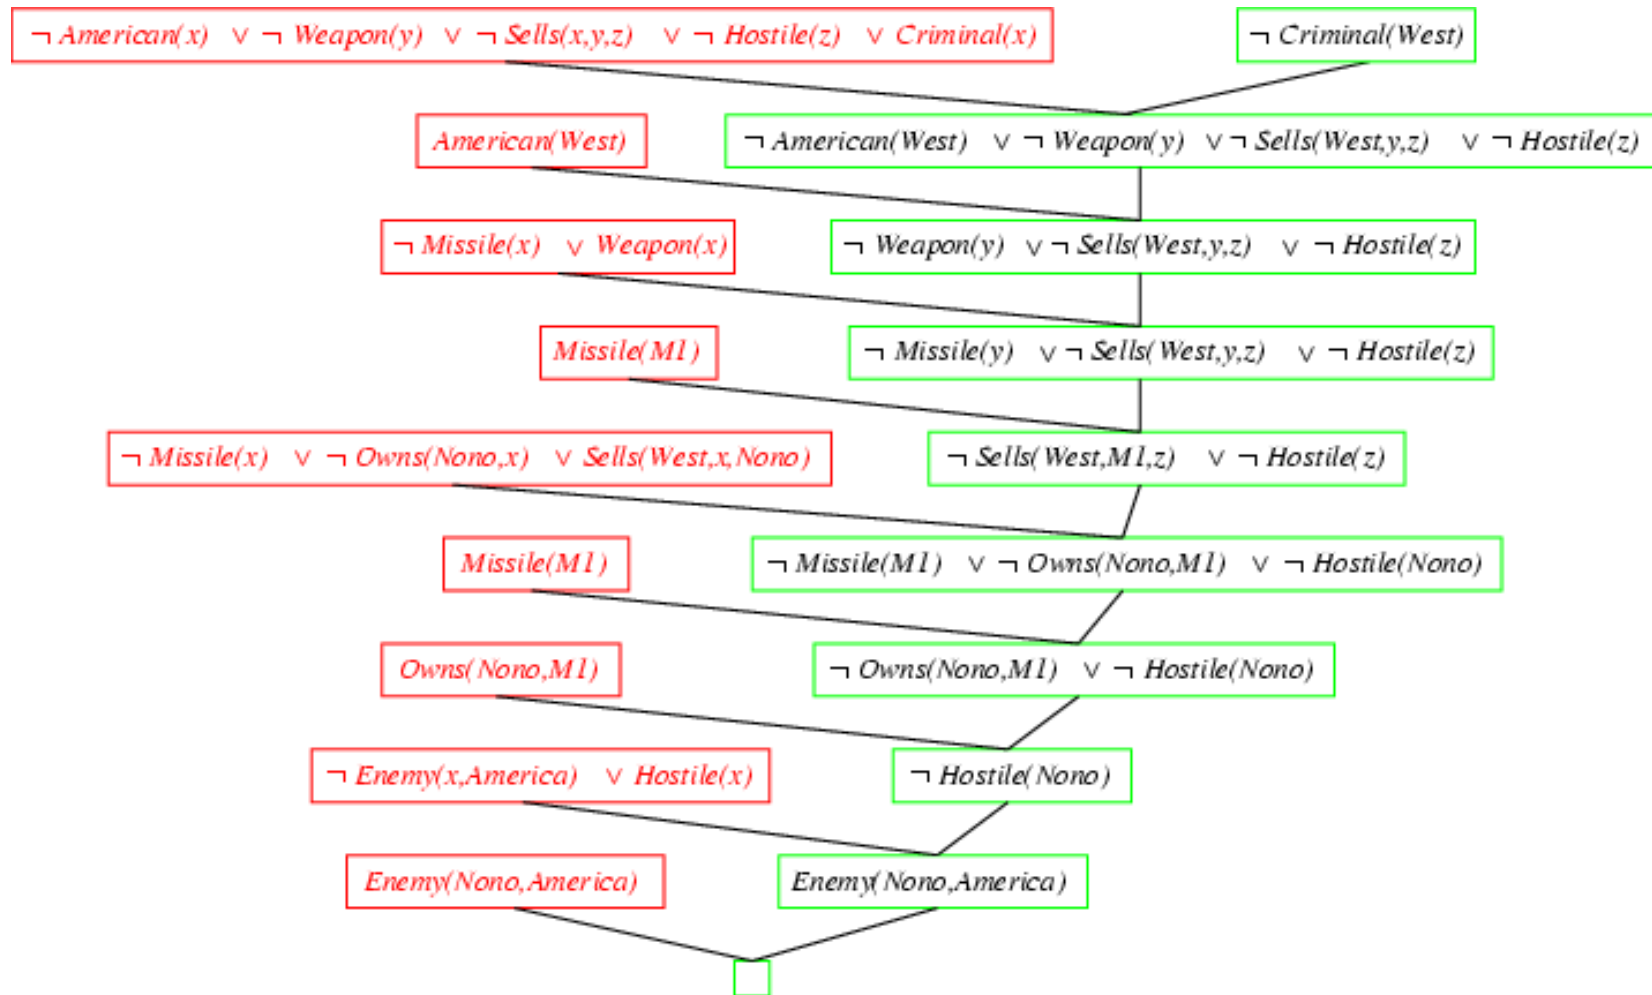 ¬ American(x) ∨ ¬ Weapon(y) ∨ ¬ Sells(x,y,z) ∨ ¬ Hostile(z) ∨ Criminal(x)
¬ Criminal(West)
American(West)
¬ American(West) ∨ ¬ Weapon(y) ∨ ¬ Sells(West,y,z) ∨ ¬ Hostile(z)
¬ Missile(x) ∨ Weapon(x)
¬ Weapon(y) ∨ ¬ Sells(West,y,z) ∨ ¬ Hostile(z)
Missile(M1)
¬ Missile(y) ∨ ¬ Sells(West,y,z) ∨ ¬ Hostile(z)
¬ Missile(x) ∨ ¬ Owns(Nono,x) ∨ Sells(West,x,Nono)
¬ Sells(West,M1,z) ∨ ¬ Hostile(z)
Missile(M1)
¬ Missile(M1) ∨ ¬ Owns(Nono,M1) ∨ ¬ Hostile(Nono)
Owns(Nono,M1)
¬ Owns(Nono,M1) ∨ ¬ Hostile(Nono)
¬ Enemy(x,America) ∨ Hostile(x)
¬ Hostile(Nono)
Enemy(Nono,America)
Enemy(Nono,America)